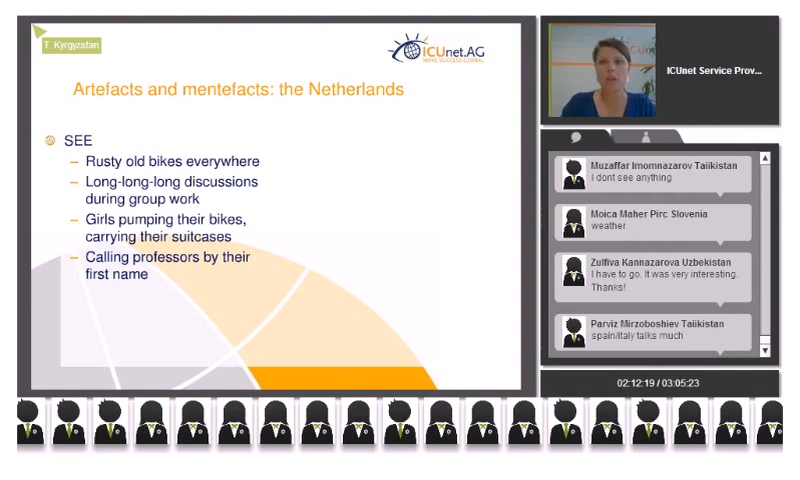 T. Kyrgyzstan
ICUnet.AG
MAKE SUCCESS GLOBAL.
Artefacts and mentefacts: the Netherlands
SEE
– Rusty old bikes everywhere
– Long-long-long discussions
during group work
– Girls pumping their bikes,
carrying their suitcases
– Calling professors by their
first name
ICUnet Service Prov...
Muzaffar Imomnazarov Taiikistan
I dont see anything
Moica Maher Pirc Slovenia
weather
Zulfiva Kannazarova Uzbekistan
I have to go. It was very interesting.
Thanks!
Parviz Mirzoboshiev Taiikistan
spain/italy talks much
02:12:19 / 03:05:23